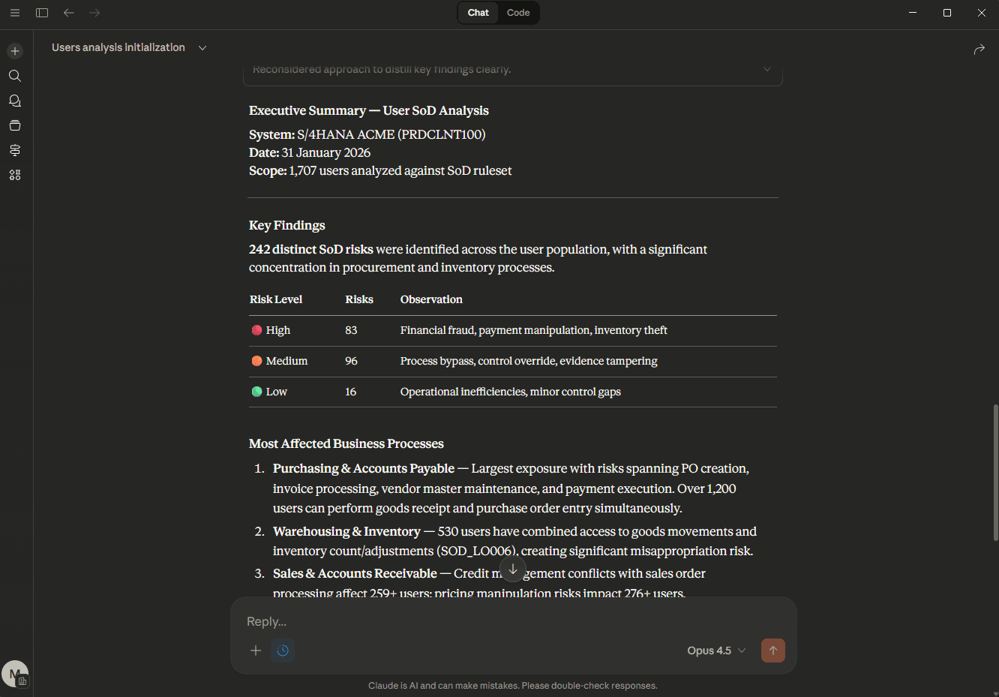 Chat Code
Users analysis initialization
Reconsidered approach to distill key findings clearly.
Executive Summary — User SoD Analysis
System: S/4HANA ACME (PRDCLNT100)
Date: 31 January 2026
Scope: 1,707 users analyzed against SoD ruleset
Key Findings
242 distinct SoD risks were identified across the user population, with a significant
concentration in procurement and inventory processes.
Risk Level Risks Observation
High 83 Financial fraud, payment manipulation, inventory theft
Medium 96 Process bypass, control override, evidence tampering
Low 16 Operational inefficiencies, minor control gaps
Most Affected Business Processes
1. Purchasing & Accounts Payable — Largest exposure with risks spanning PO creation,
invoice processing, vendor master maintenance, and payment execution. Over 1,200
users can perform goods receipt and purchase order entry simultaneously.
2. Warehousing & Inventory — 530 users have combined access to goods movements and
inventory count/adjustments (SOD_LO006), creating significant misappropriation risk.
3. Sales & Accounts Receivable — Credit m gement conflicts with sales order
processing affect 259+ users; pricing manipulation risks impact 276+ users.
Reply...
Opus 4.5
M
Claude is AI and can make mistakes. Please double-check responses.